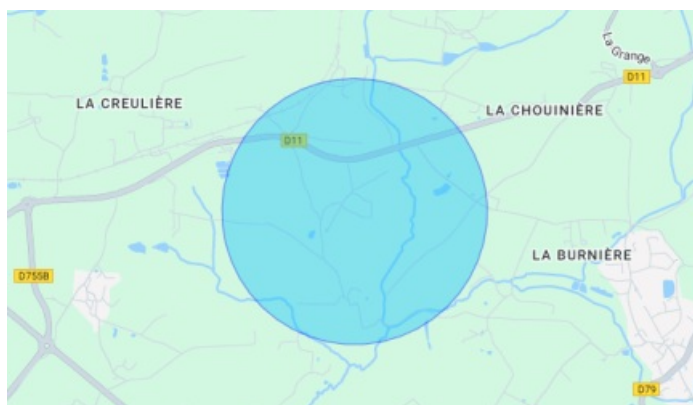 La Grange
D11
LA CREULIÈRE
LA CHOUINIÈRE
D11
LA BURNIÈRE
D755B
D79